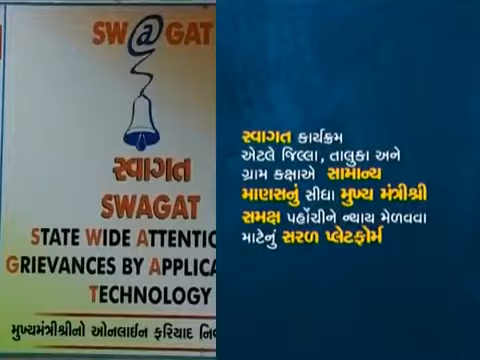 SW@GAT
સ્વાગત
SWAGAT
STATE WIDE ATTENTIO
GRIEVANCES BY APPLICA
TECHNOLOGY
મુખ્યમંત્રીશ્રીનો ઓનલાઈન ફરિયાદ
સ્વાગત કાર્યક્રમ
એટલે જિલ્લા, તાલુકા અને
ગ્રામ કક્ષાએ સામાન્ય
માણસનું સીધા મુખ્ય મંત્રીશ્રી
સમક્ષ પહોંચીને ન્યાય મેળવવા
માટેનું સરળ પ્લેટફોર્મ